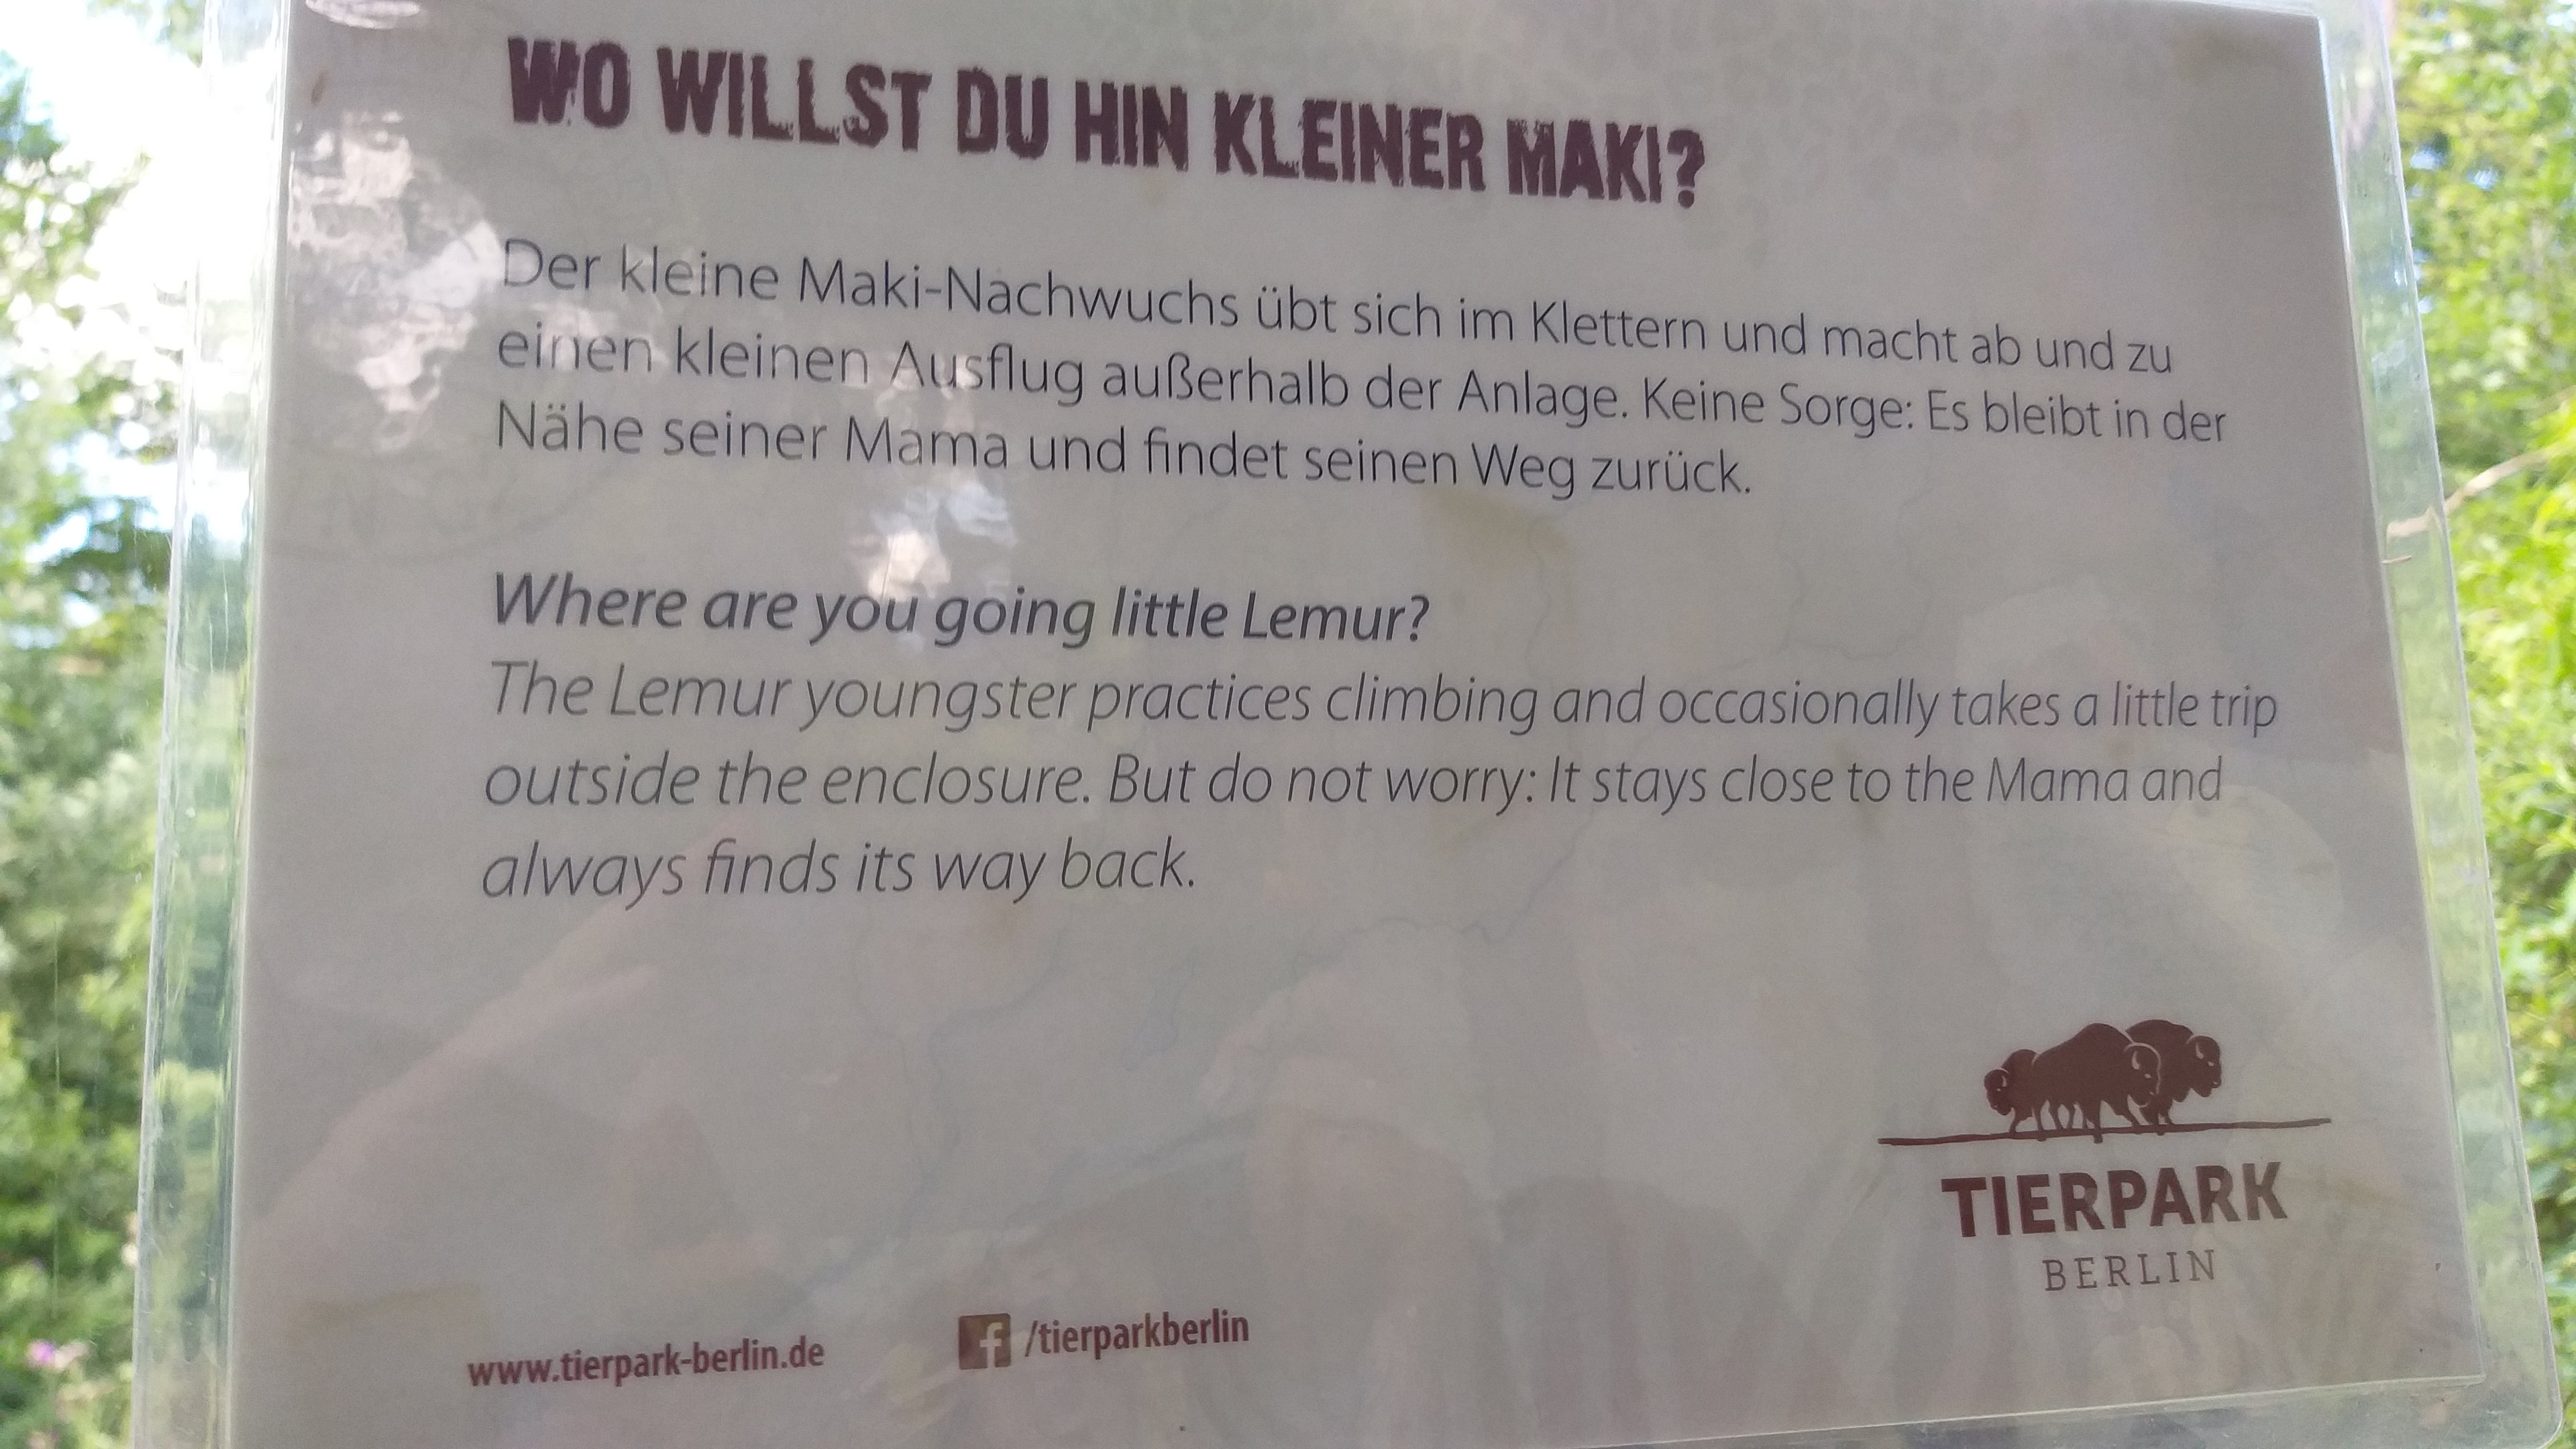 WO WILLST DU HIN KLEINER MAKI?
Der kleine Maki-Nachwuchs übt sich im Klettern und macht ab und zu
einen kleinen Ausflug außerhalb der Anlage. Keine Sorge: Es bleibt in der
Nähe seiner Mama und findet seinen Weg zurück.
Where are you going little Lemur?
The Lemur youngster practices climbing and occasionally takes a little trip
outside the enclosure. But do not worry: It stays close to the Mama and
always finds its way back.
TIERPARK
BERLIN
www.tierpark-berlin.de
f /tierparkberlin